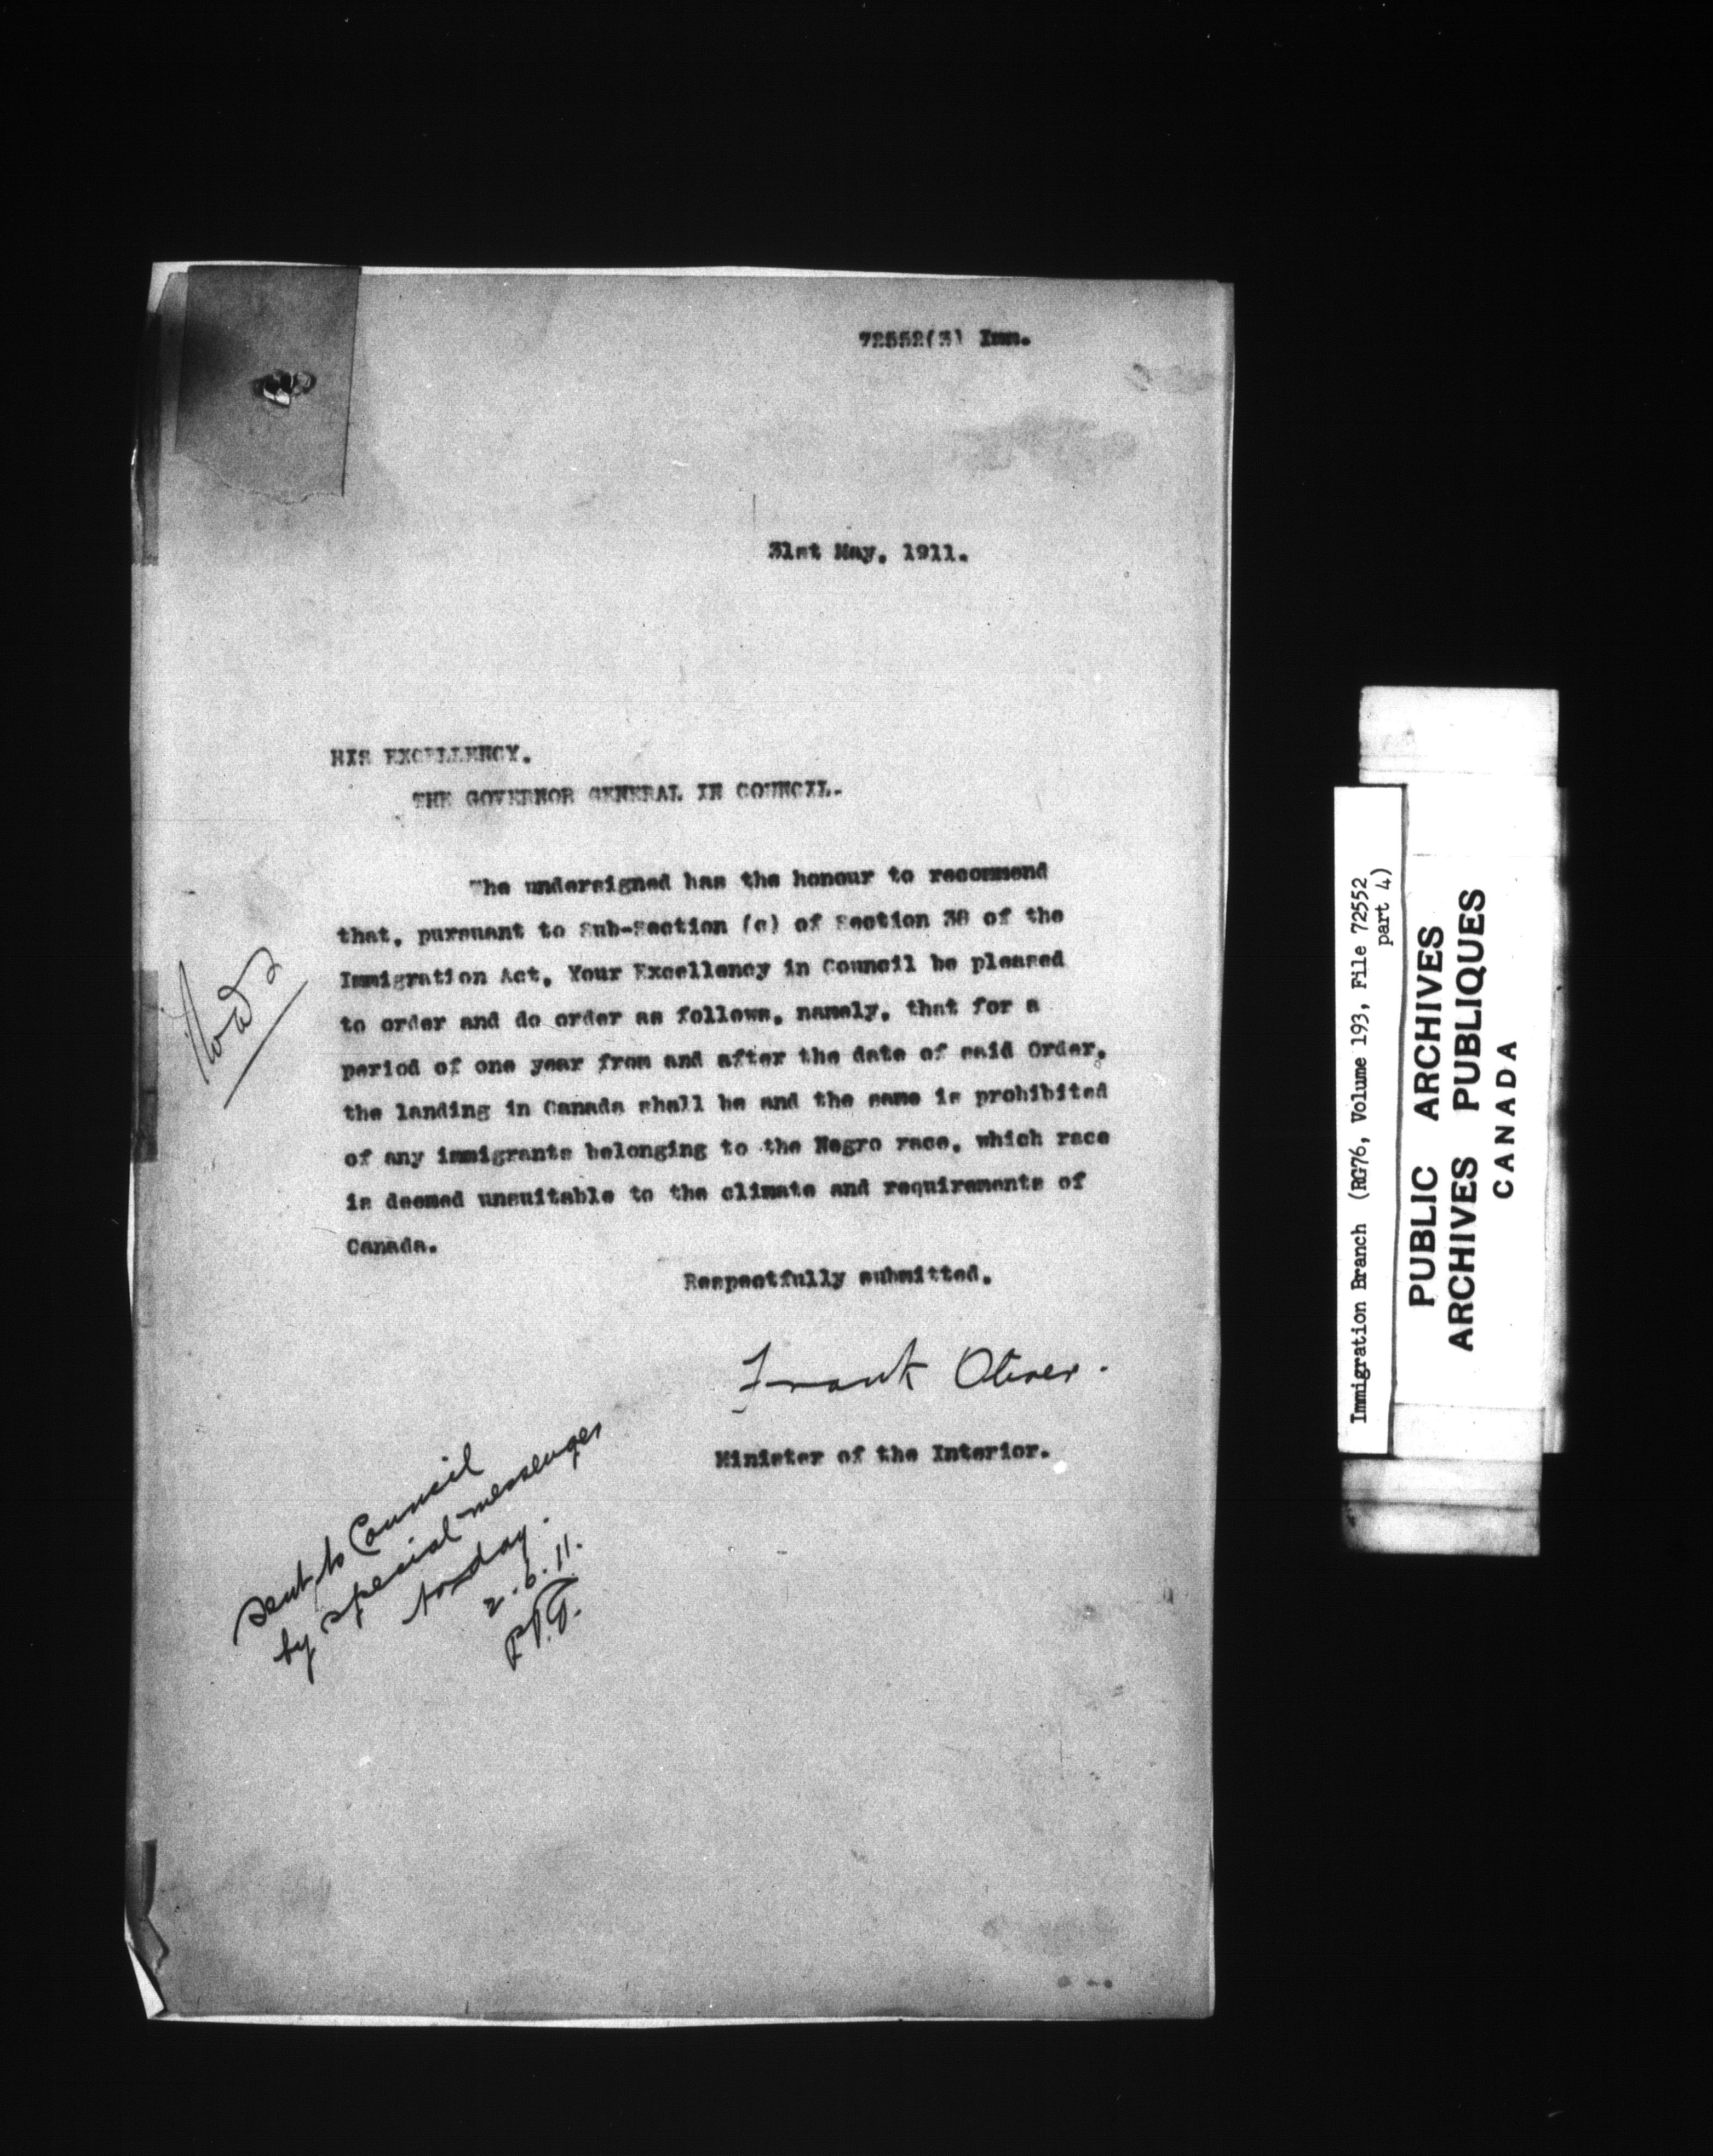 72552(3) Imm.
31st May, 1911.
HIS EXCELLENCY,
THE GOVERNOR GENERAL IN COUNCIL.
The undersigned has the honour to recommend
that, pursuant to Sub-Section (c) of Section 38 of the
Immigration Act, Your Excellency in Council be pleased
to order and do order as follows, namely, that for a
period of one year from and after the date of said Order,
the landing in Canada shall be and the same is prohibited
of any immigrants belonging to the Negro race, which race
is deemed unsuitable to the climate and requirements of
Canada.
Respectfully submitted,
Frank Oliver.
Minister of the Interior.
Sent to Council
by special messenger
to-day.
2.6.11.
Immigration Branch (RG76, Volume 193, File 72552
part 4)
PUBLIC ARCHIVES
ARCHIVES PUBLIQUES
CANADA